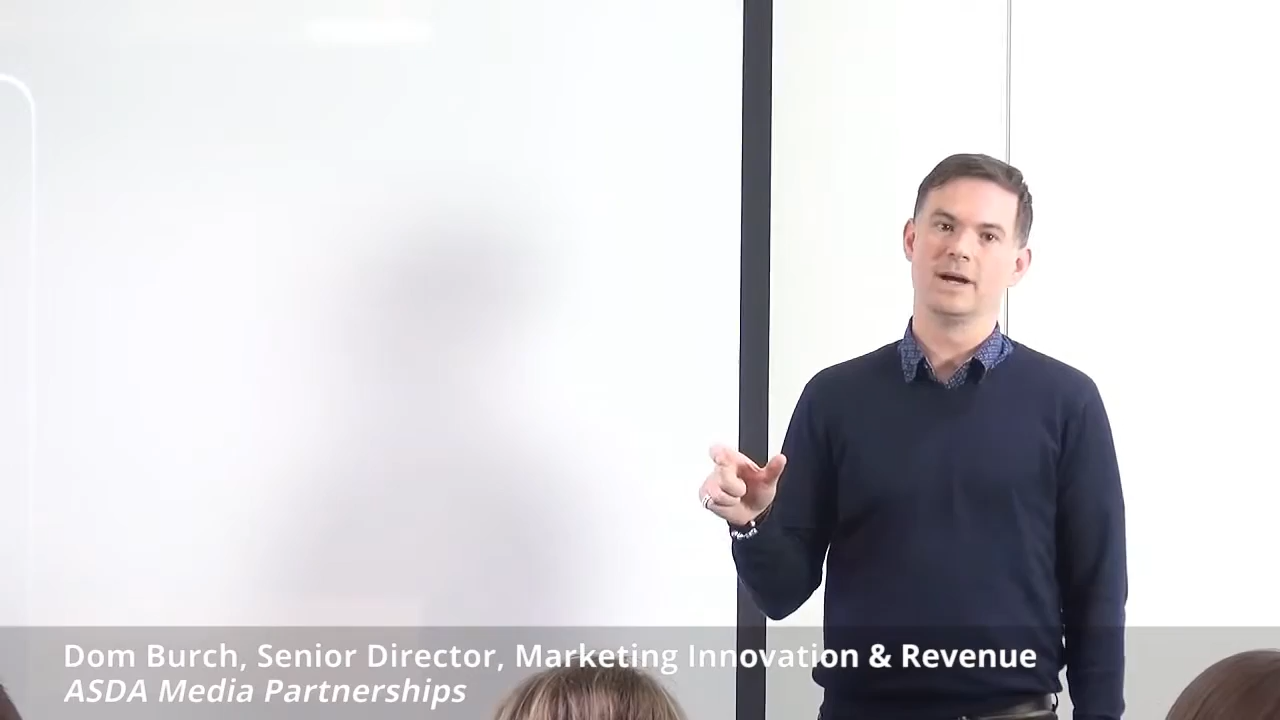 Dom Burch, Senior Director, Marketing Innovation & Revenue
ASDA Media Partnerships